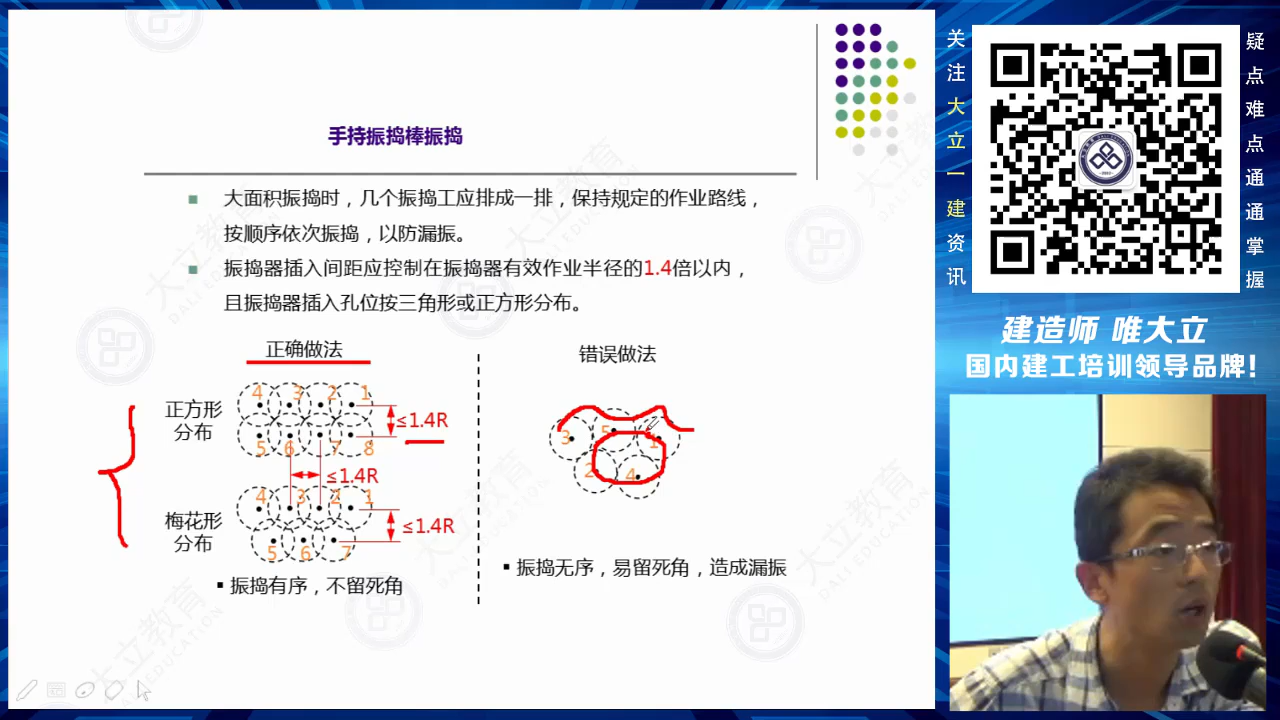 手持振捣棒振捣
大面积振捣时，几个振捣工应排成一排，保持规定的作业路线，
按顺序依次振捣，以防漏振。
振捣器插入间距应控制在振捣器有效作业半径的1.4倍以内，
且振捣器插入孔位按三角形或正方形分布。
正确做法
正方形
分布
4 3 2 1
5 6 7 8
≤1.4R
≤1.4R
梅花形
分布
4 3 2 1
5 6 7
≤1.4R
▪振捣有序，不留死角
错误做法
3 5 1
2 4
▪振捣无序，易留死角，造成漏振
关注大立一建资讯
疑点难点通通掌握
建造师 唯大立
国内建工培训领导品牌!
大立教育
DALI EDUCATION